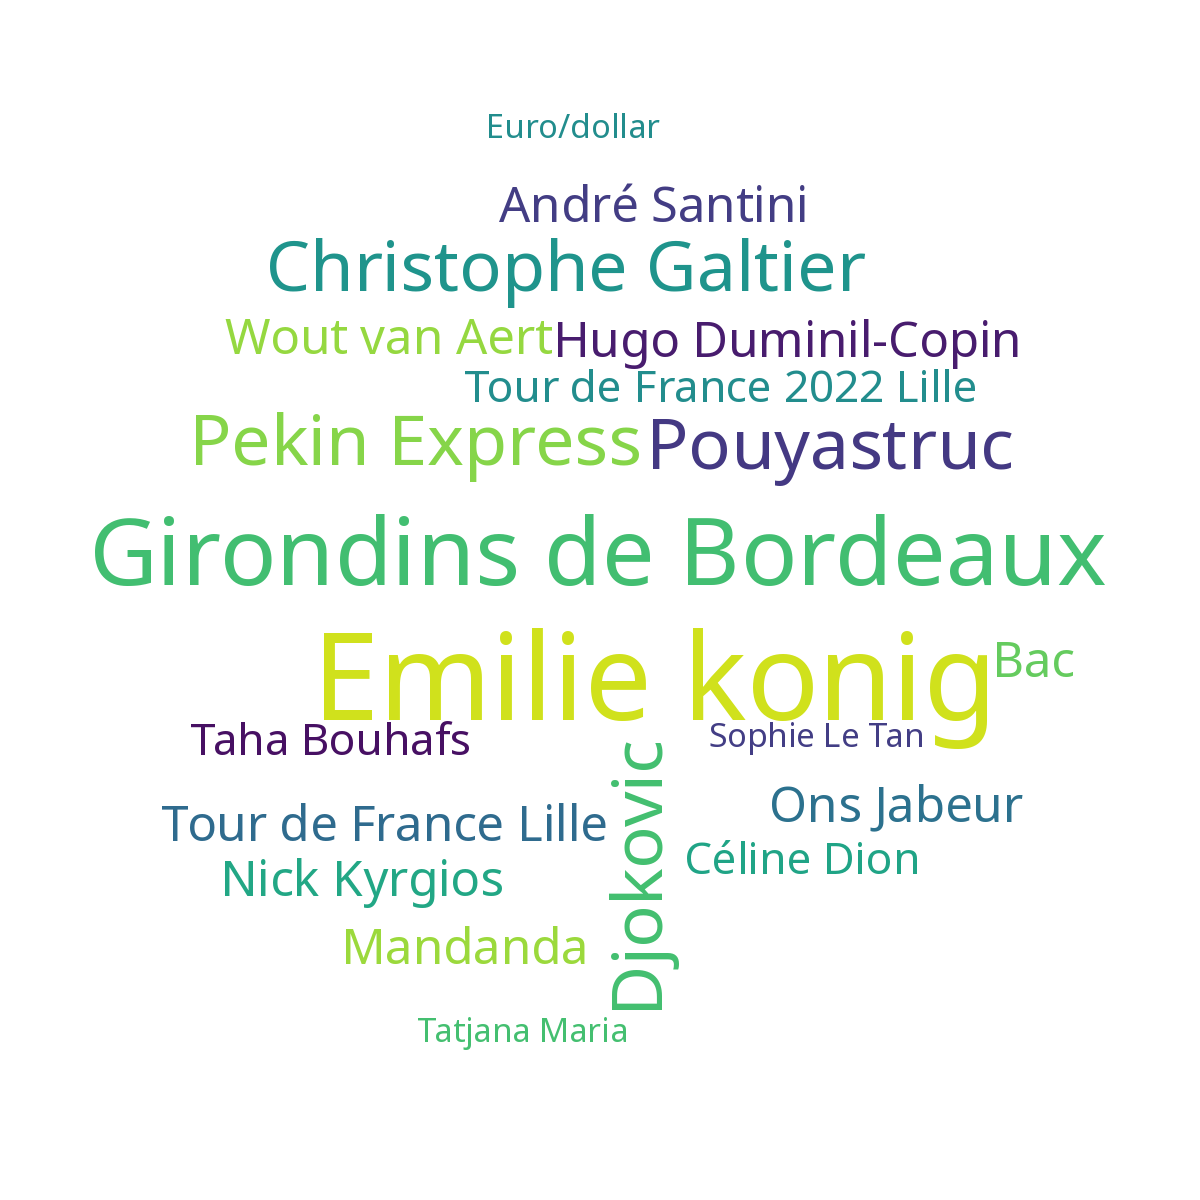 Euro/dollar
André Santini
Christophe Galtier
Wout van Aert
Hugo Duminil-Copin
Tour de France 2022 Lille
Pekin Express
Pouyastruc
Girondins de Bordeaux
Emilie konig
Bac
Taha Bouhafs
Sophie Le Tan
Djokovic
Tour de France Lille
Ons Jabeur
Céline Dion
Nick Kyrgios
Mandanda
Tatjana Maria